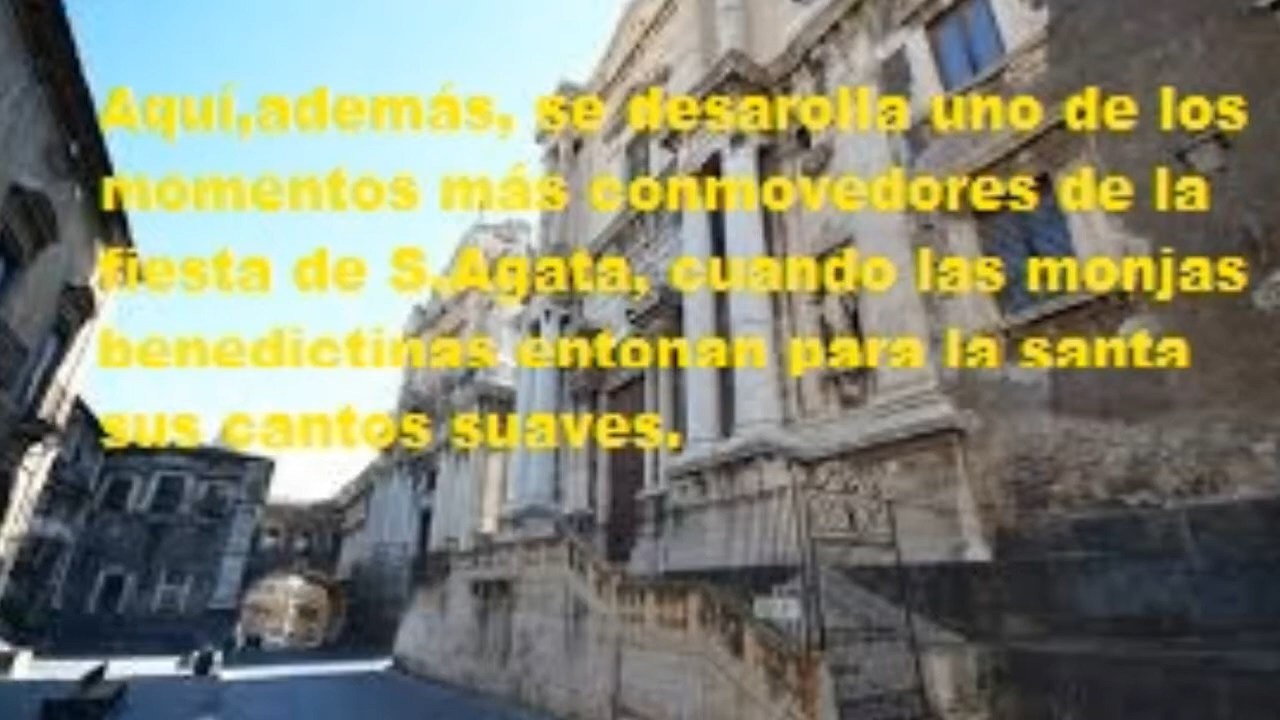 Aquí,además, se desarolla uno de los
momentos más conmovedores de la
fiesta de S.Agata, cuando las monjas
benedictinas entonan para la santa
sus cantos suaves.